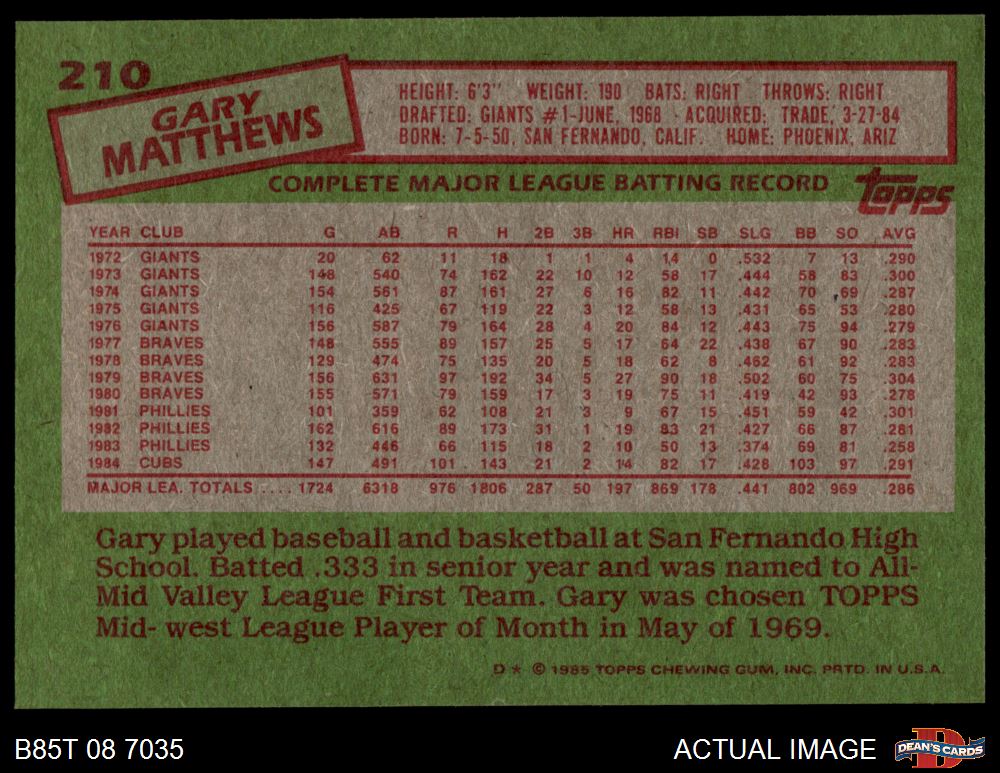 210
GARY
MATTHEWS
HEIGHT: 6'3" WEIGHT: 190 BATS: RIGHT THROWS: RIGHT
DRAFTED: GIANTS #1-JUNE, 1968 - ACQUIRED: TRADE, 3-27-84
BORN: 7-5-50, SAN FERNANDO, CALIF. HOME: PHOENIX, ARIZ
COMPLETE MAJOR LEAGUE BATTING RECORD
topps
YEAR CLUB G AB R H 2B 3B HR RBI SB SLG BB SO AVG
1972 GIANTS 20 62 11 18 1 1 4 14 0 .532 7 13 .290
1973 GIANTS 148 540 74 162 22 10 12 58 17 .444 58 83 .300
1974 GIANTS 154 561 87 161 27 6 16 82 11 .442 70 69 .287
1975 GIANTS 116 425 67 119 22 3 12 58 13 .431 65 53 .280
1976 GIANTS 156 587 79 164 28 4 20 84 12 .443 75 94 .279
1977 BRAVES 148 555 89 157 25 5 17 64 22 .438 67 90 .283
1978 BRAVES 129 474 75 135 20 5 18 62 8 .462 61 92 .283
1979 BRAVES 156 631 97 192 34 5 27 90 18 .502 60 75 .304
1980 BRAVES 155 571 79 159 17 3 19 75 11 .419 42 93 .278
1981 PHILLIES 101 359 62 108 21 3 9 67 15 .451 59 42 .301
1982 PHILLIES 162 616 89 173 31 1 19 83 21 .427 66 87 .281
1983 PHILLIES 132 446 66 115 18 2 10 50 13 .374 69 81 .258
1984 CUBS 147 491 101 143 21 2 14 82 17 .428 103 97 .291
MAJOR LEA. TOTALS .... 1724 6318 976 1806 287 50 197 869 178 .441 802 969 .286
Gary played baseball and basketball at San Fernando High
School. Batted .333 in senior year and was named to All-
Mid Valley League First Team. Gary was chosen TOPPS
Mid- west League Player of Month in May of 1969.
D * © 1985 TOPPS CHEWING GUM, INC. PRTD. IN U.S.A.
B85T 08 7035
ACTUAL IMAGE
D
DEAN'S CARDS